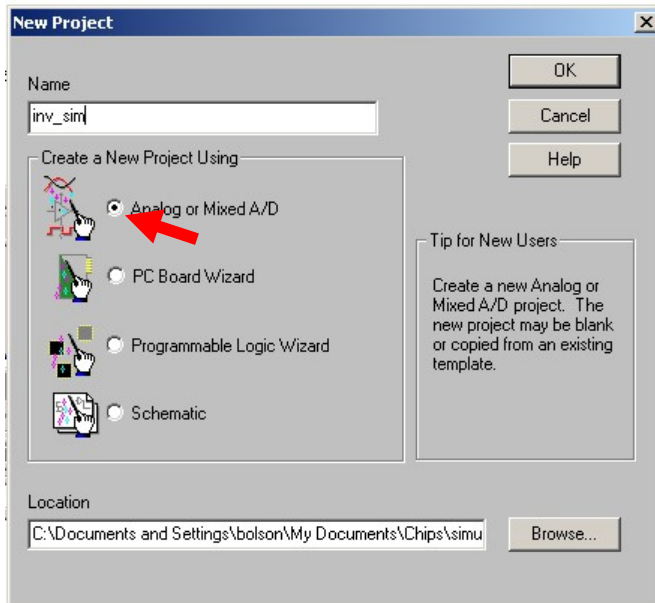 New Project
Name
inv_sim
OK
Cancel
Help
Create a New Project Using
Analog or Mixed A/D
PC Board Wizard
Programmable Logic Wizard
Schematic
Tip for New Users
Create a new Analog or
Mixed A/D project. The
new project may be blank
or copied from an existing
template.
Location
C:\Documents and Settings\bolson\My Documents\Chips\simu
Browse...